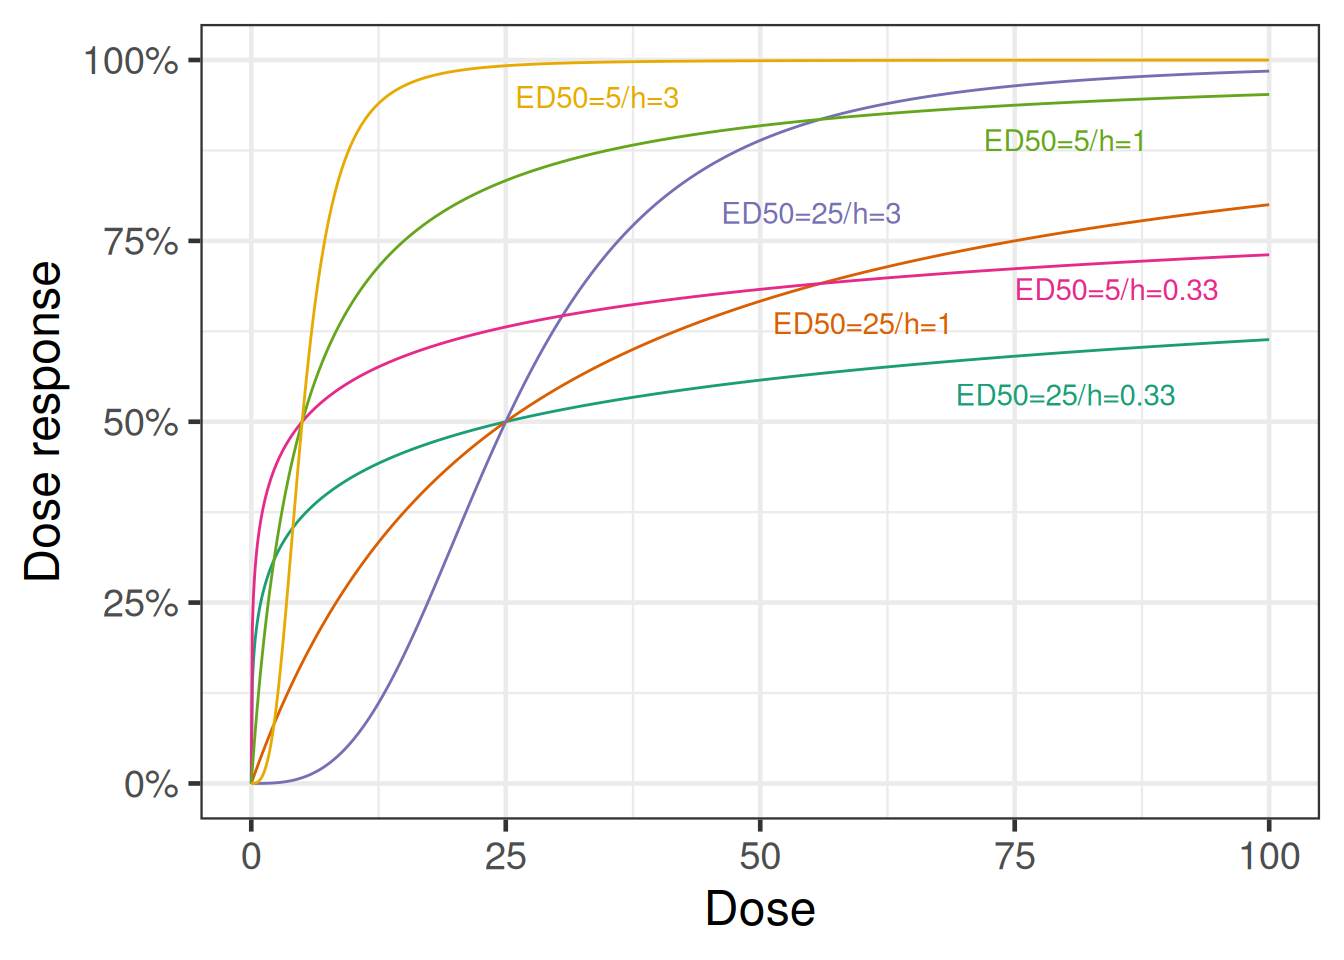 100%
75%
50%
25%
0%
Dose response
ED50=5/h=3
ED50=5/h=1
ED50=25/h=3
ED50=5/h=0.33
ED50=25/h=1
ED50=25/h=0.33
0 25 50 75 100
Dose